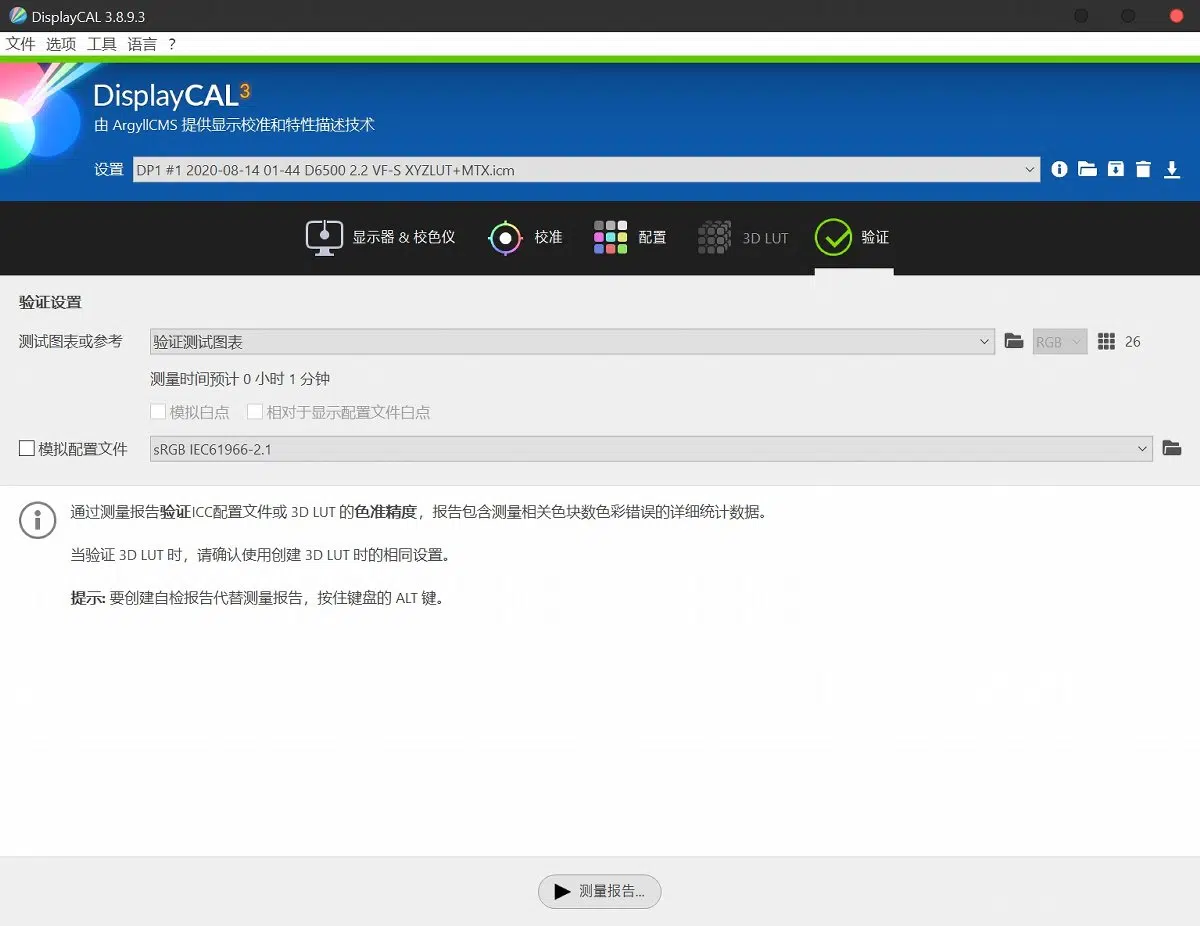 DisplayCAL 3.8.9.3
文件 选项 工具 语言 ?
DisplayCAL3
由 ArgyllCMS 提供显示校准和特性描述技术
设置 DP1 #1 2020-08-14 01-44 D6500 2.2 VF-S XYZLUT+MTX.icm
显示器 & 校色仪 校准 配置 3D LUT 验证
验证设置
测试图表或参考 验证测试图表 RGB 26
测量时间预计 0 小时 1 分钟
模拟白点 相对于显示配置文件白点
模拟配置文件 sRGB IEC61966-2.1
通过测量报告验证ICC配置文件或 3D LUT 的色准精度，报告包含测量相关色块数色彩错误的详细统计数据。
当验证 3D LUT 时，请确认使用创建 3D LUT 时的相同设置。
提示: 要创建自检报告代替测量报告，按住键盘的 ALT 键。
测量报告...